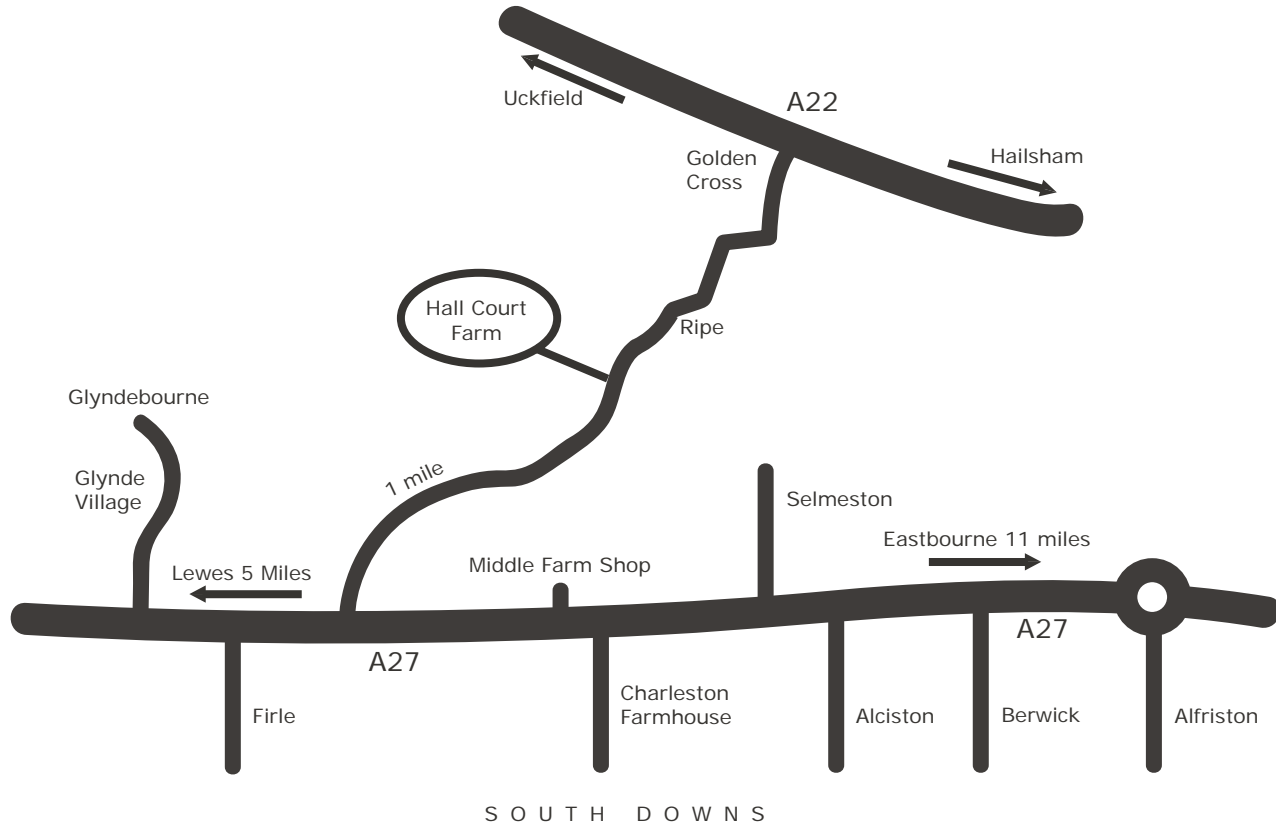 A22
Uckfield
Golden
Cross
Hailsham
Hall Court
Farm
Ripe
Glyndebourne
Glynde
Village
1 mile
Selmeston
Eastbourne 11 miles
Middle Farm Shop
Lewes 5 Miles
A27
A27
Firle
Charleston
Farmhouse
Alciston
Berwick
Alfriston
SOUTH DOWNS